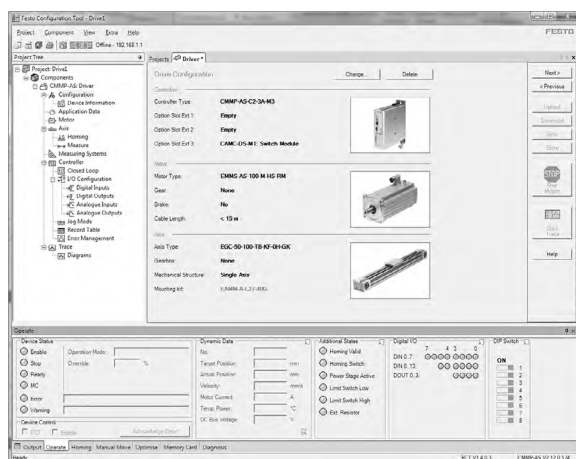 Festo Configuration Tool - Drive1
Project Component View Extra Help
FESTO
Offline - 192.168.1.1
Project Tree
Project: Drive1
Components
CMMP-AS: Driver
Configuration
Device Information
Application Data
Motor
Axis
Homing
Measure
Measuring Systems
Controller
Closed Loop
I/O Configuration
Digital Inputs
Digital Outputs
Analogue Inputs
Analogue Outputs
Jog Mode
Record Table
Error Management
Trace
Diagrams
Projects Driver *
Drive Configuration
Change...
Delete
Controller
Controller Type: CMMP-AS-C2-3A-M3
Option Slot Ext 1: Empty
Option Slot Ext 2: Empty
Option Slot Ext 3: CAMC-DS-M1: Switch Module
Motor
Motor Type: EMMS-AS-100-M-HS-RM
Gear: None
Brake: No
Cable Length: < 15 m
Axis
Axis Type: EGC-50-100-TB-KF-0H-GK
Gearbox: None
Mechanical Structure: Single Axis
Mounting kit:
Next >
< Previous
Upload
Download
Sync
Store
STOP
Stop Motion
Start Trace
Help
Operate
Device Status
Enable
Stop
Ready
MC
Error
Warning
Operation Mode:
Override %
Device Control
FCT
Enable
Acknowledge Error
Dynamic Data
No.
Target Position: mm
Actual Position: mm
Velocity: mm/s
Motor Current: A
Temp. Power: °C
DC Bus Voltage: V
Additional States
Homing Valid
Homing Switch
Power Stage Active
Limit Switch Low
Limit Switch High
Ext. Resistor
Digital I/O
7 4 3 0
DIN 0..7:
DIN 8..13:
DOUT 0..3:
DIP Switch
ON
1
2
3
4
5
6
7
8
Output Operate Homing Manual Move Optimise Memory Card Diagnosis
Ready